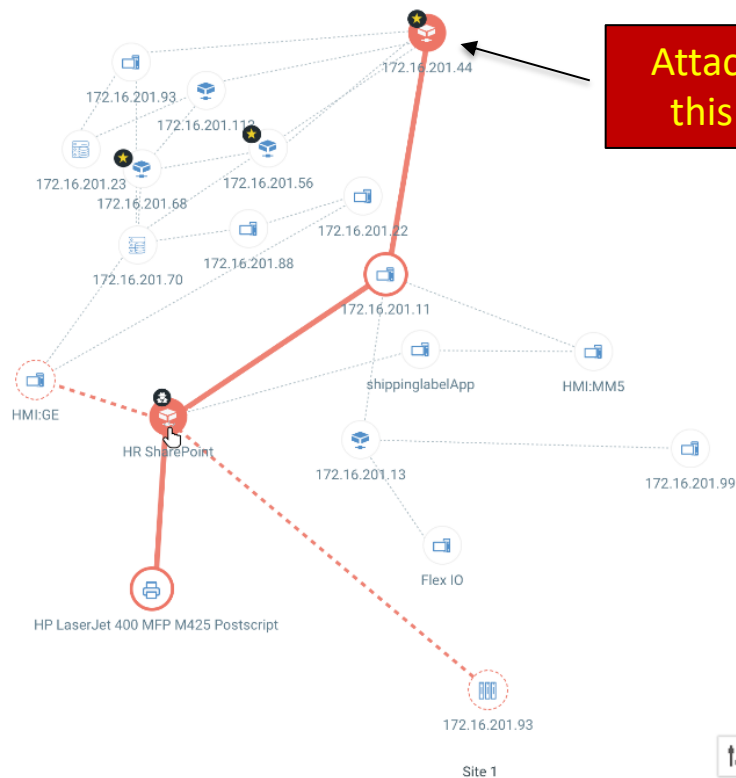 172.16.201.44
Attac
this
172.16.201.93
172.16.201.112
172.16.201.23
172.16.201.56
172.16.201.68
172.16.201.22
172.16.201.88
172.16.201.70
172.16.201.11
shippinglabelApp
HMI:MM5
HMI:GE
HR SharePoint
172.16.201.13
172.16.201.99
Flex IO
HP LaserJet 400 MFP M425 Postscript
172.16.201.93
Site 1